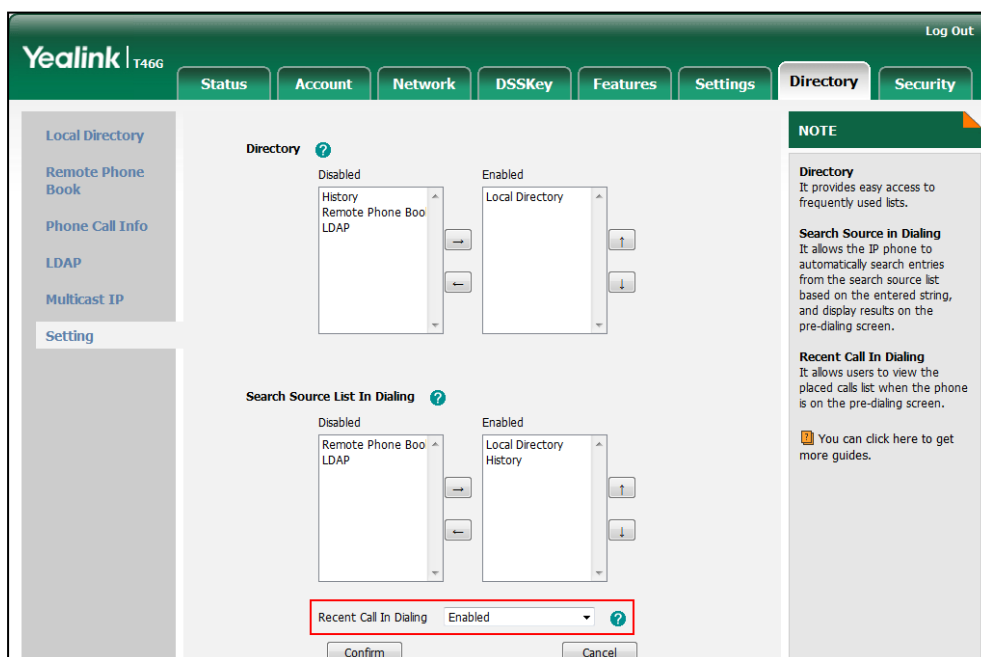 Log Out
Yealink T46G
Status Account Network DSSKey Features Settings Directory Security
Local Directory
Remote Phone
Book
Phone Call Info
LDAP
Multicast IP
Setting
Directory ?
Disabled Enabled
History
Remote Phone Boo
LDAP
Local Directory
→
←
↑
↓
Search Source List In Dialing ?
Disabled Enabled
Remote Phone Boo
LDAP
Local Directory
History
→
←
↑
↓
Recent Call In Dialing Enabled ?
Confirm Cancel
NOTE
Directory
It provides easy access to
frequently used lists.
Search Source in Dialing
It allows the IP phone to
automatically search entries
from the search source list
based on the entered string,
and display results on the
pre-dialing screen.
Recent Call In Dialing
It allows users to view the
placed calls list when the phone
is on the pre-dialing screen.
? You can click here to get
more guides.